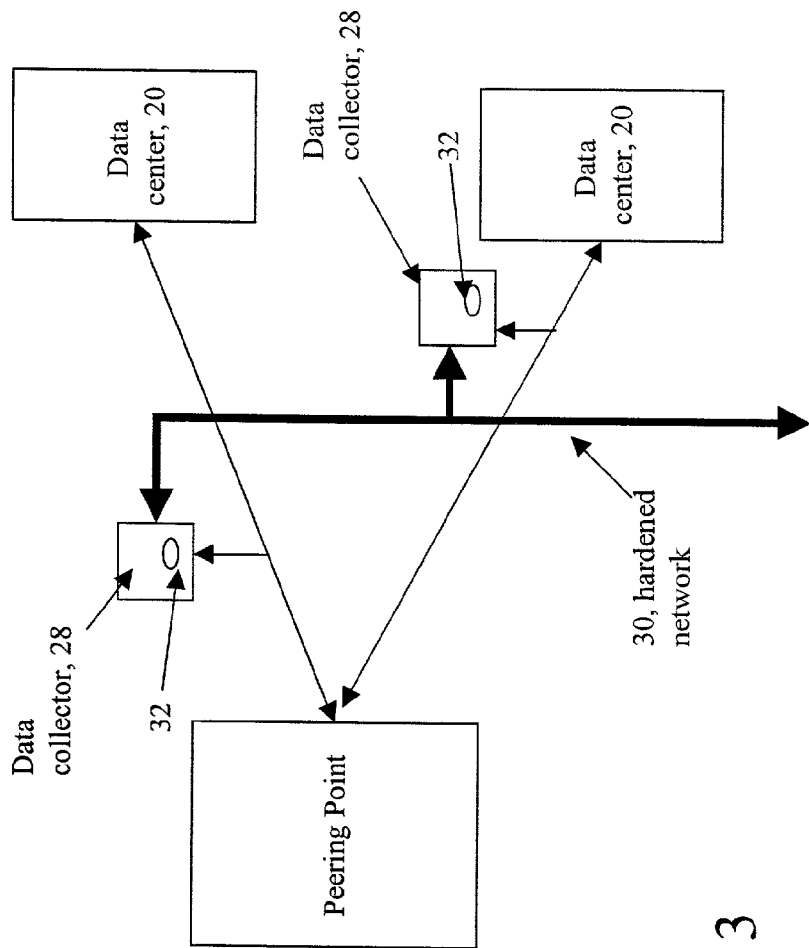 Data
collector, 28
32
Peering Point
Data
center, 20
Data
collector, 28
32
Data
center, 20
30, hardened
network
3